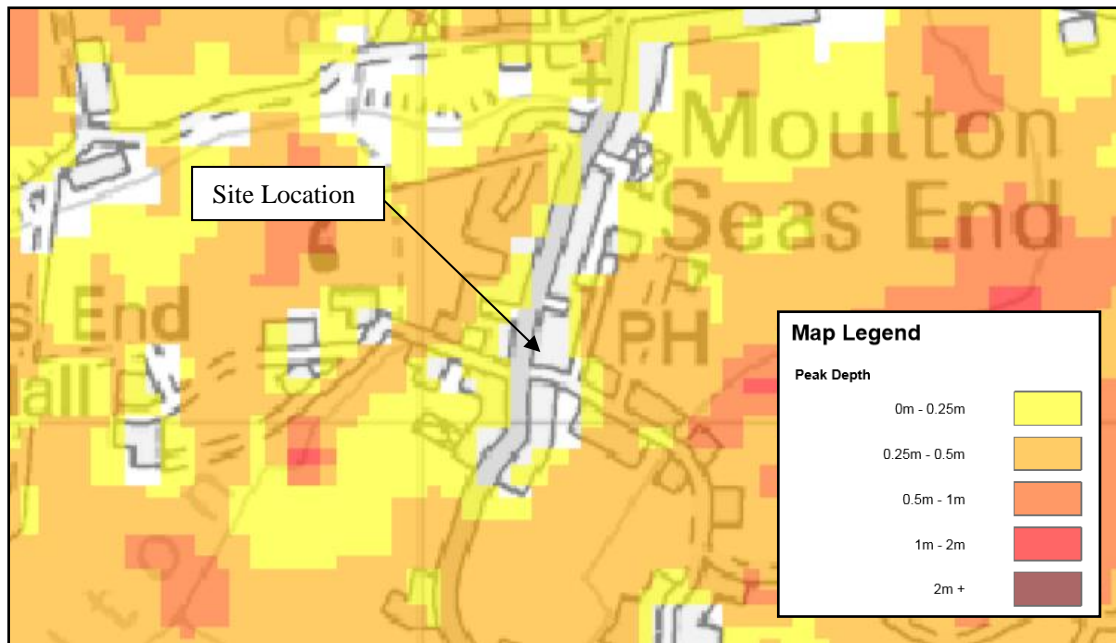 Moulton
Site Location
Seas End
s End
PH
all
Map Legend
Peak Depth
0m - 0.25m
0.25m - 0.5m
0.5m - 1m
1m - 2m
2m +